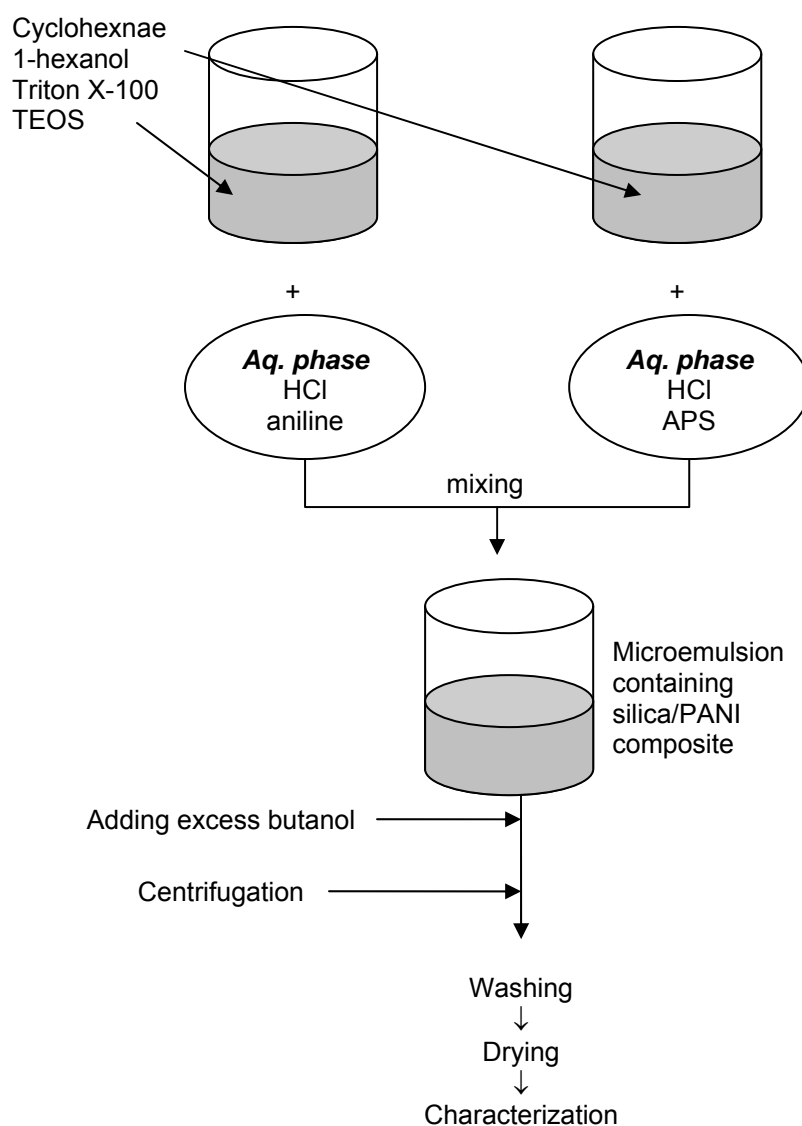 Cyclohexnae
1-hexanol
Triton X-100
TEOS
+
+
Aq. phase
HCl
aniline
Aq. phase
HCl
APS
mixing
Microemulsion
containing
silica/PANI
composite
Adding excess butanol
Centrifugation
Washing
↓
Drying
↓
Characterization